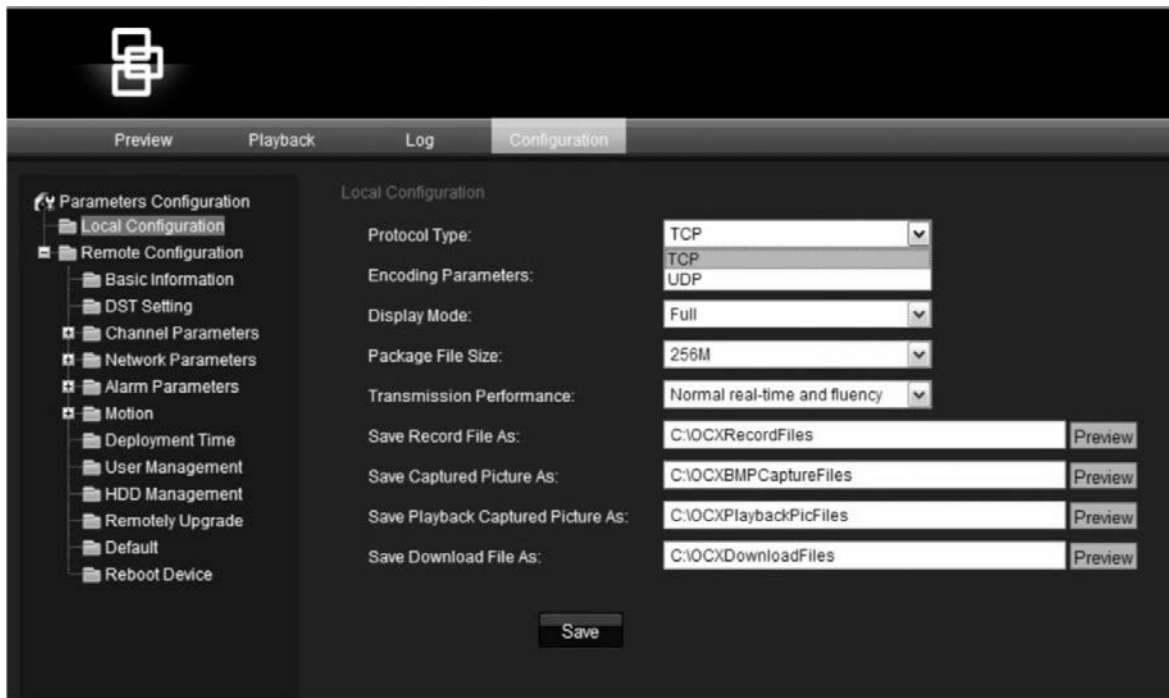 Preview Playback Log Configuration
Parameters Configuration
Local Configuration
Remote Configuration
Basic Information
DST Setting
Channel Parameters
Network Parameters
Alarm Parameters
Motion
Deployment Time
User Management
HDD Management
Remotely Upgrade
Default
Reboot Device
Local Configuration
Protocol Type: TCP
TCP
Encoding Parameters: UDP
Display Mode: Full
Package File Size: 256M
Transmission Performance: Normal real-time and fluency
Save Record File As: C:\OCXRecordFiles Preview
Save Captured Picture As: C:\OCXBMPCaptureFiles Preview
Save Playback Captured Picture As: C:\OCXPlaybackPicFiles Preview
Save Download File As: C:\OCXDownloadFiles Preview
Save